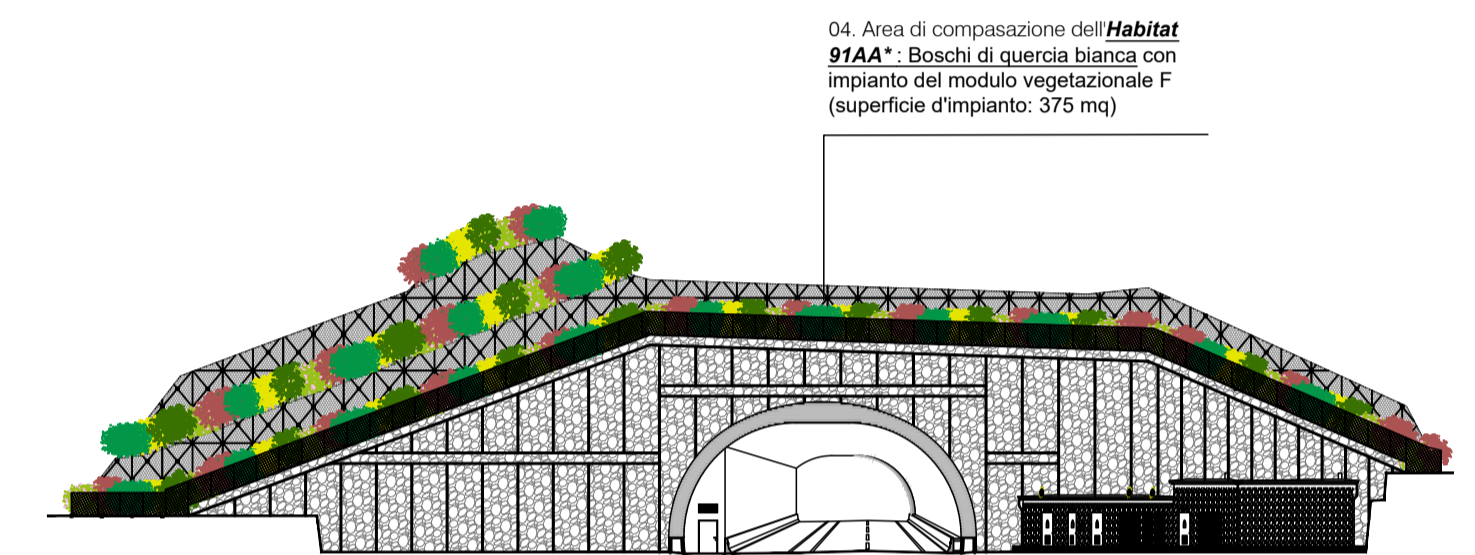 04. Area di compasazione dell'Habitat
91AA* : Boschi di quercia bianca con
impianto del modulo vegetazionale F
(superficie d'impianto: 375 mq)